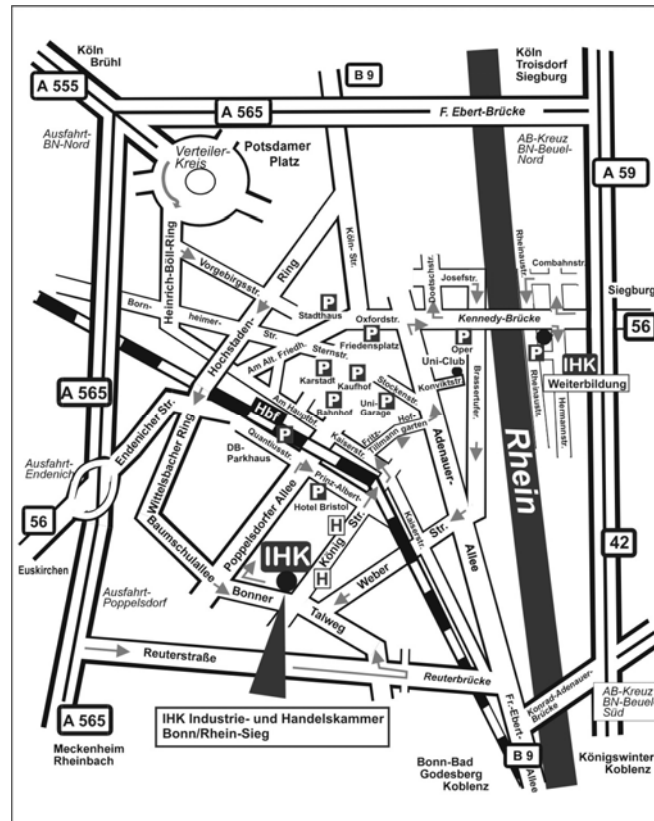 Köln
Brühl
B 9
Köln
Troisdorf
Siegburg
A 555
A 565
F. Ebert-Brücke
Ausfahrt-
BN-Nord
Verteiler-
Kreis
Potsdamer
Platz
AB-Kreuz
BN-Beuel-
Nord
A 59
Heinrich-Böll-Ring
Vorgebirgsstr.
Hochstaden-
Ring
Köln-Str.
Doetschstr.
Josefstr.
Rheinaustr.
Combahnstr.
Siegburg
Born-
heimer-
Str.
P
Stadthaus
Oxfordstr.
P
Friedensplatz
Kennedy-Brücke
56
P
Oper
P
IHK
Weiterbildung
Am Alt. Friedh.
Sternstr.
P
Karstadt
P
Kaufhof
Stockenstr.
Uni-Club
Konviktstr.
Brassertufer.
Rheinaustr.
Hermannstr.
A 565
Am Hauptbf.
P
Bahnhof
P
Uni-
Garage
Hbf
P
DB-
Parkhaus
Quantiusstr.
Kaiserstr.
Fritz-
Tillmann
Hof-
garten
Adenauer-
Allee
Rhein
Endenicher Str.
Wittelsbacher Ring
Ausfahrt-
Endenich
56
Euskirchen
Prinz-Albert-
Str.
P
Hotel Bristol
Poppelsdorfer Allee
H
König
H
IHK
Kaiserstr.
Weber
Str.
42
Baumschulallee
Bonner
Talweg
Ausfahrt-
Poppelsdorf
Reuterstraße
Reuterbrücke
Konrad-Adenauer-
Brücke
AB-Kreuz
BN-Beuel-
Süd
A 565
IHK Industrie- und Handelskammer
Bonn/Rhein-Sieg
Fr.-Ebert-
Allee
B 9
Meckenheim
Rheinbach
Bonn-Bad
Godesberg
Koblenz
Königswinter
Koblenz